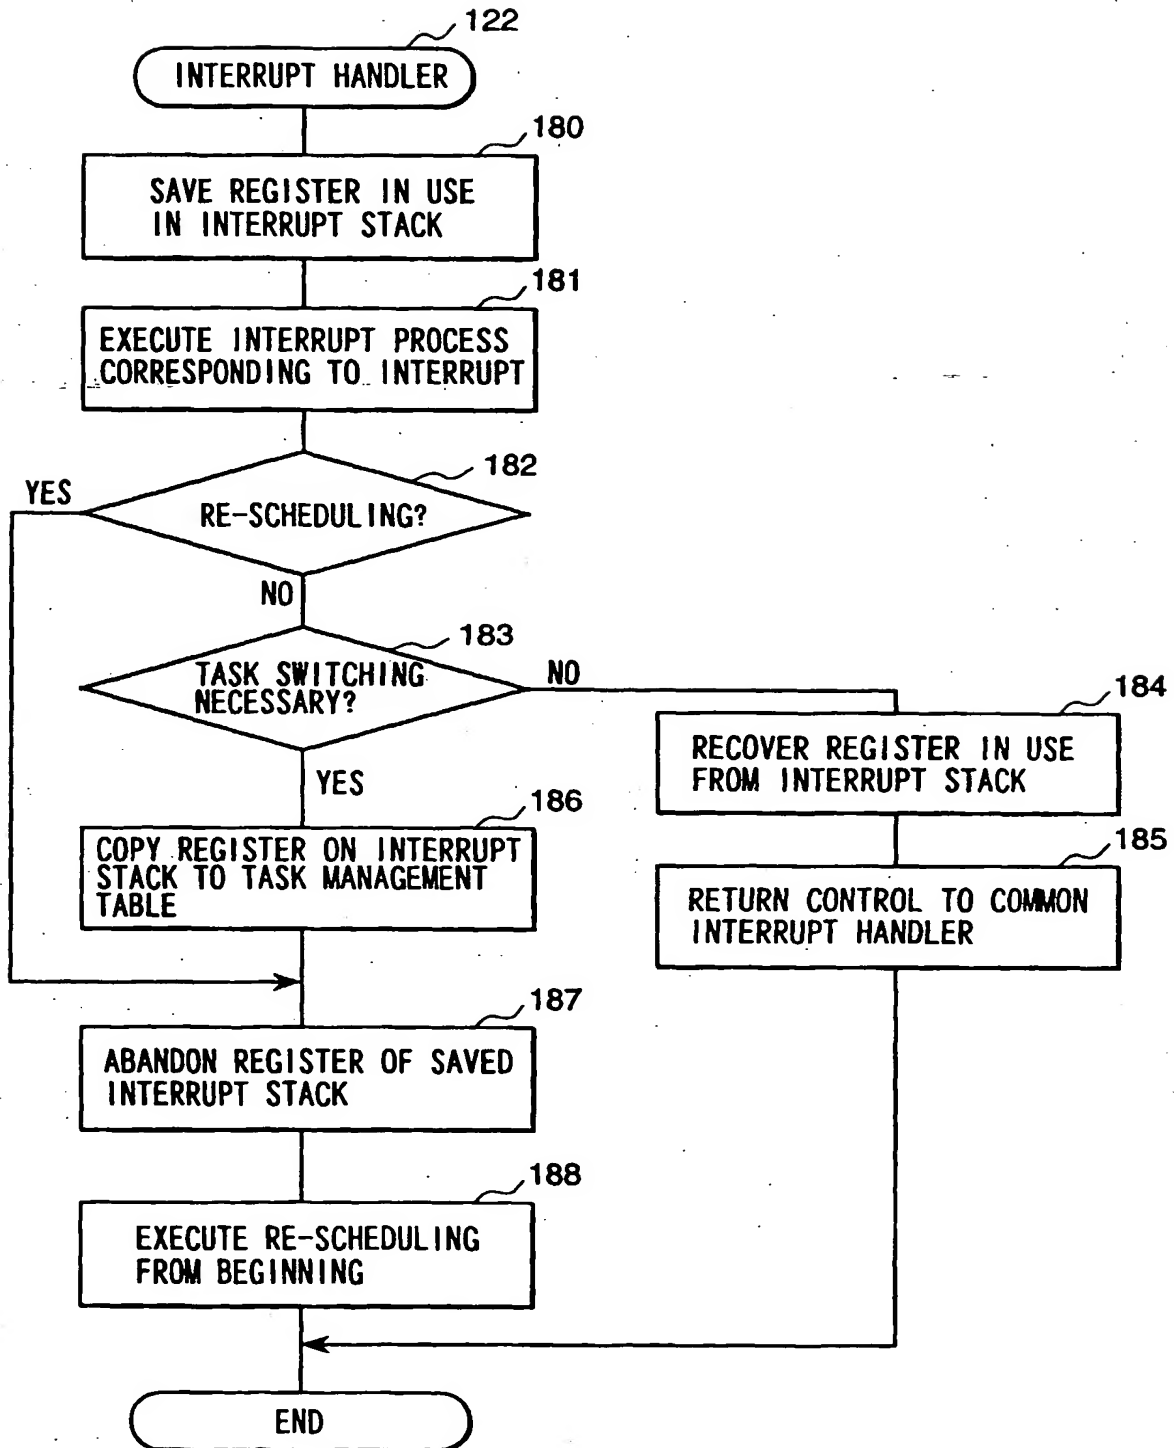 122
INTERRUPT HANDLER
180
SAVE REGISTER IN USE
IN INTERRUPT STACK
181
EXECUTE INTERRUPT PROCESS
CORRESPONDING TO INTERRUPT
182
YES
RE-SCHEDULING?
NO
183
TASK SWITCHING
NECESSARY?
NO
184
RECOVER REGISTER IN USE
FROM INTERRUPT STACK
YES
186
COPY REGISTER ON INTERRUPT
STACK TO TASK MANAGEMENT
TABLE
185
RETURN CONTROL TO COMMON
INTERRUPT HANDLER
187
ABANDON REGISTER OF SAVED
INTERRUPT STACK
188
EXECUTE RE-SCHEDULING
FROM BEGINNING
END